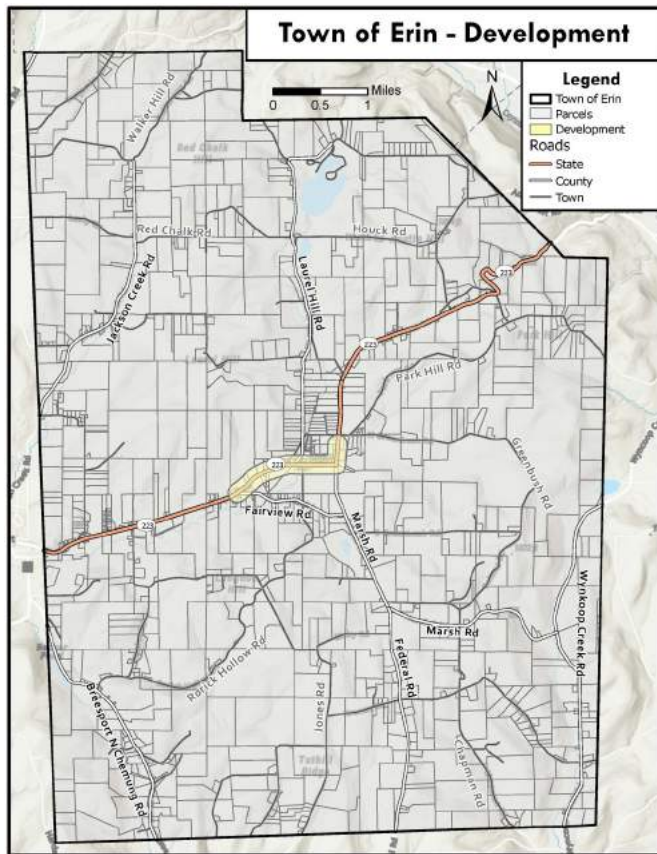 Town of Erin - Development
N
Miles
0 0.5 1
Legend
Town of Erin
Parcels
Development
Roads
State
County
Town
Walker Hill Rd
Red Chalk
Red Chalk Rd
Houck Rd
Jackson Creek Rd
Laurel Hill Rd
223
223
Park Hill Rd
Greenbush Rd
223
223
Fairview Rd
Marsh Rd
Wynkoop Creek Rd
Marsh Rd
Rarick Hollow Rd
Federal Rd
Jones Rd
Breesport N Chemung Rd
Chapman Rd